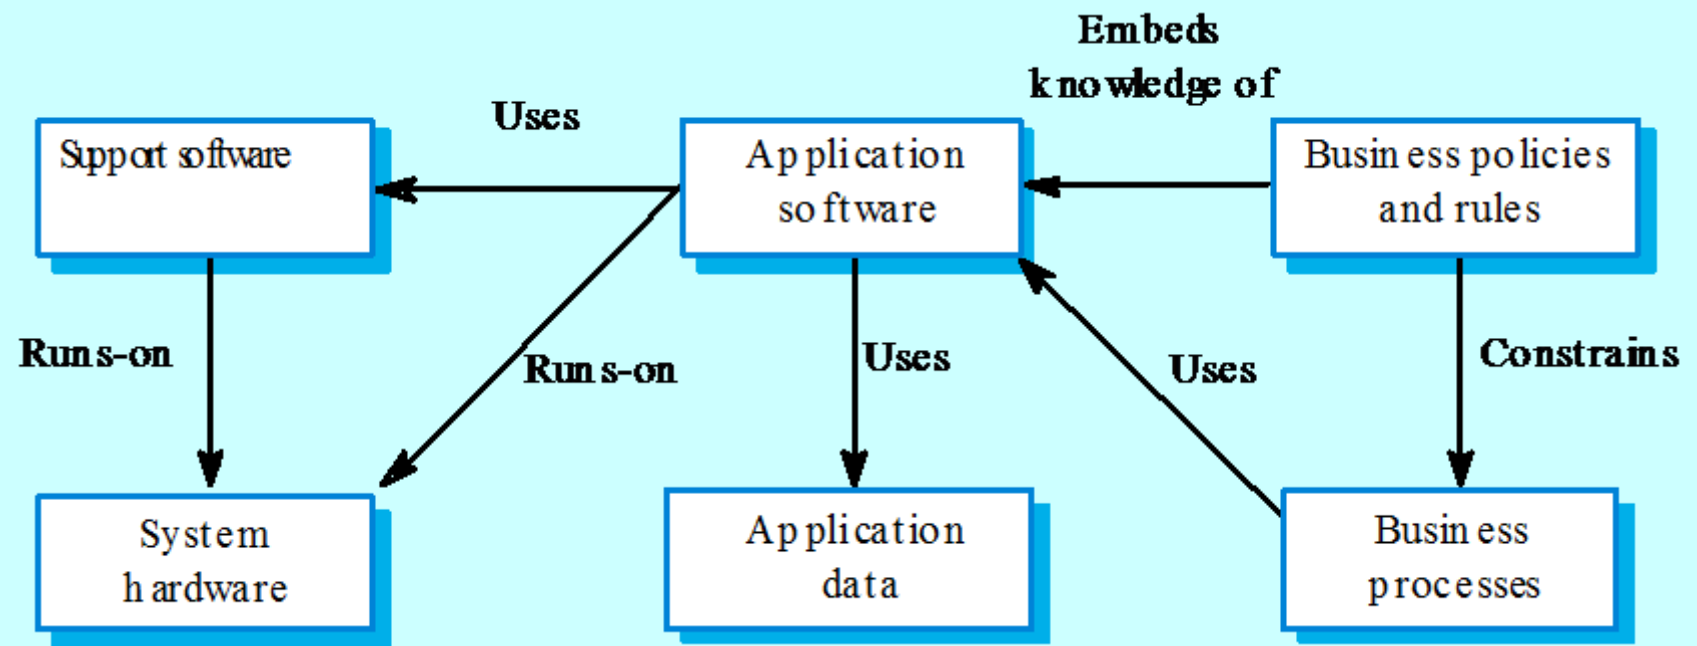 Embeds
knowledge of
Uses
Support software
Application
software
Business policies
and rules
Runs-on
Runs-on
Uses
Uses
Constrains
System
hardware
Application
data
Business
processes